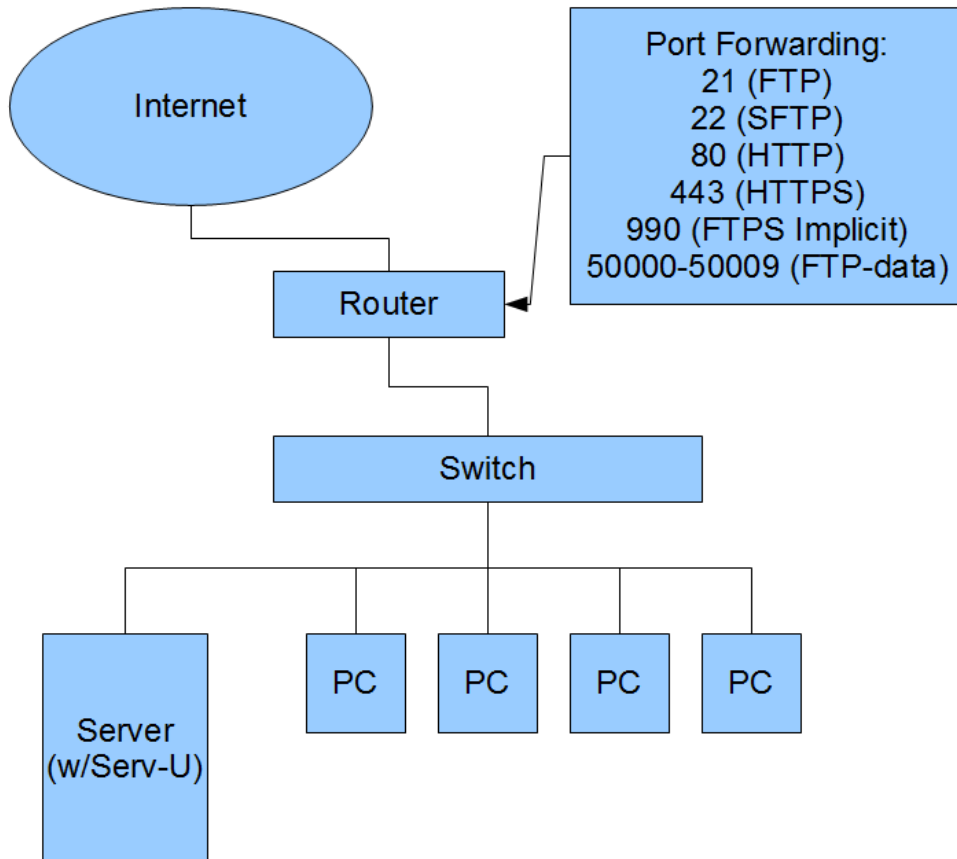 Internet
Port Forwarding:
21 (FTP)
22 (SFTP)
80 (HTTP)
443 (HTTPS)
990 (FTPS Implicit)
50000-50009 (FTP-data)
Router
Switch
Server
(w/Serv-U)
PC
PC
PC
PC